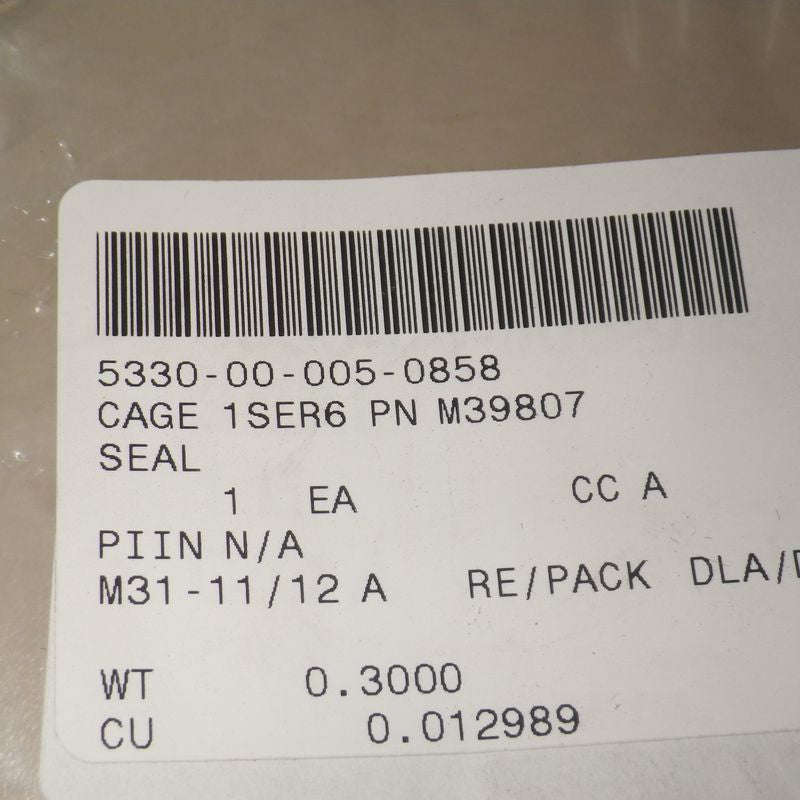 5330-00-005-0858
CAGE 1SER6 PN M39807
SEAL
1 EA CC A
PIIN N/A
M31-11/12 A RE/PACK DLA/
WT 0.3000
CU 0.012989